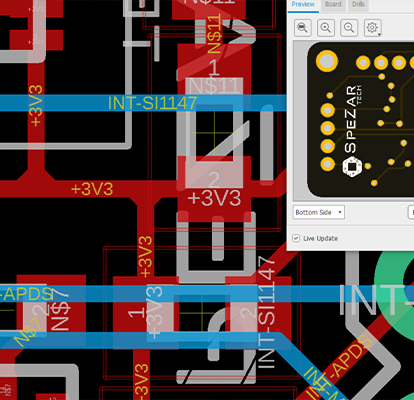 Preview Board Drills
N$11
1
N$11
INT-SI1147
+3V3
SPEZAR
TECH
2
+3V3
+3V3
Bottom Side
Live Update
+3V3
INT-SI1147
-APDS
2
N$7
N$7
1
+3V3
2
INT-
INT-APDS
+3V3